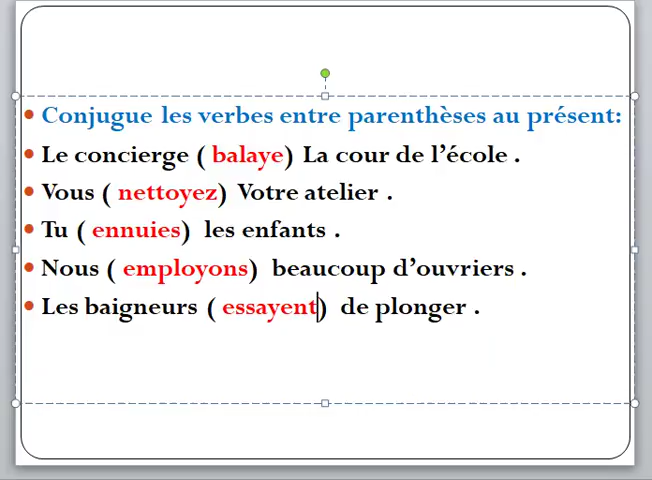 Conjugue les verbes entre parenthèses au présent:
Le concierge ( balaye) La cour de l'école .
Vous ( nettoyez) Votre atelier .
Tu ( ennuies) les enfants .
Nous ( employons) beaucoup d'ouvriers .
Les baigneurs ( essayent) de plonger .